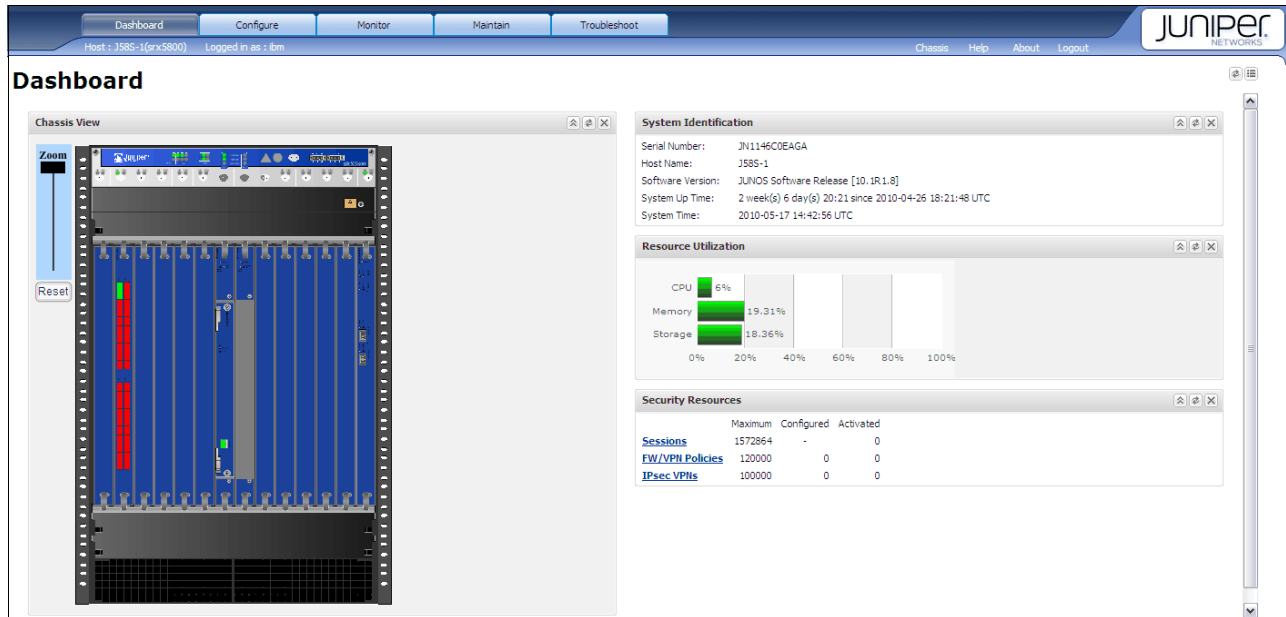 Dashboard Configure Monitor Maintain Troubleshoot
JUNIPEr
NETWORKS
Host : J58S-1(srx5800) Logged in as : ibm Chassis Help About Logout
Dashboard
Chassis View
Zoom
Reset
System Identification
Serial Number: JN1146C0EAGA
Host Name: J58S-1
Software Version: JUNOS Software Release [10.1R1.8]
System Up Time: 2 week(s) 6 day(s) 20:21 since 2010-04-26 18:21:48 UTC
System Time: 2010-05-17 14:42:56 UTC
Resource Utilization
CPU 6%
Memory 19.31%
Storage 18.36%
0% 20% 40% 60% 80% 100%
Security Resources
Maximum Configured Activated
Sessions 1572864 - 0
FW/VPN Policies 120000 0 0
IPsec VPNs 100000 0 0